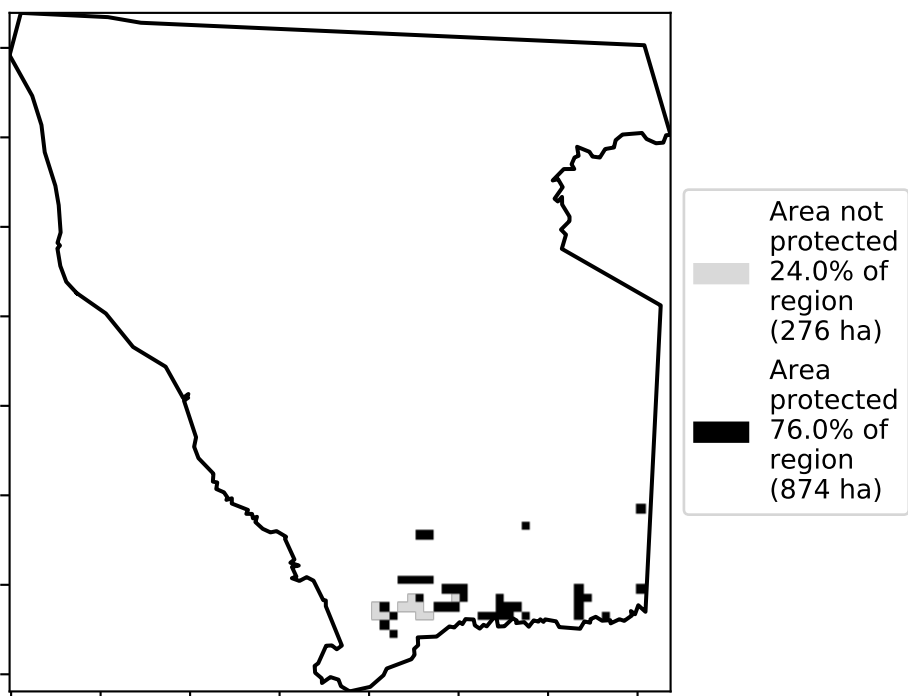 Area not
protected
24.0% of
region
(276 ha)
Area
protected
76.0% of
region
(874 ha)